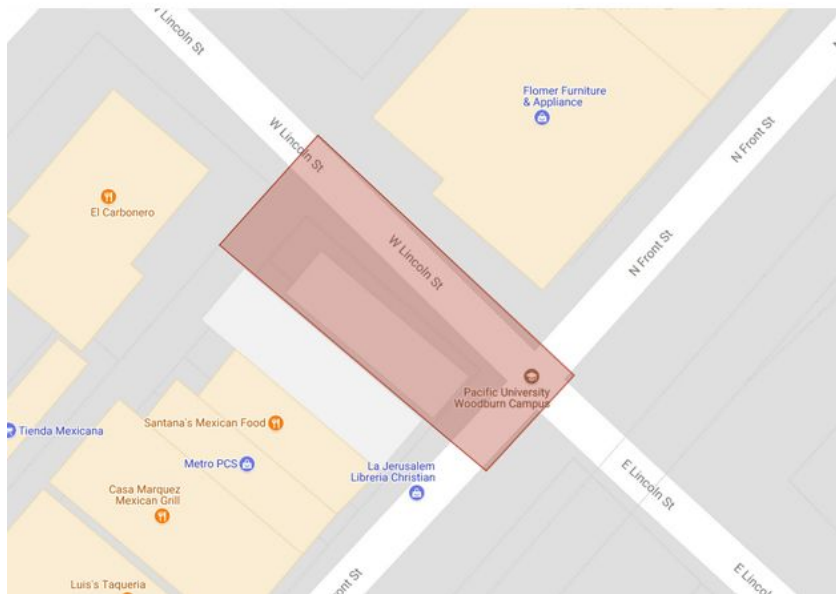 W Lincoln St
Flomer Furniture
& Appliance
N Front St
W Lincoln St
El Carbonero
N Front St
W Lincoln St
Pacific University
Woodburn Campus
Santana's Mexican Food
Tienda Mexicana
Metro PCS
La Jerusalem
Libreria Christian
E Lincoln St
Casa Marquez
Mexican Grill
Luis's Taqueria
ont St
E Linco